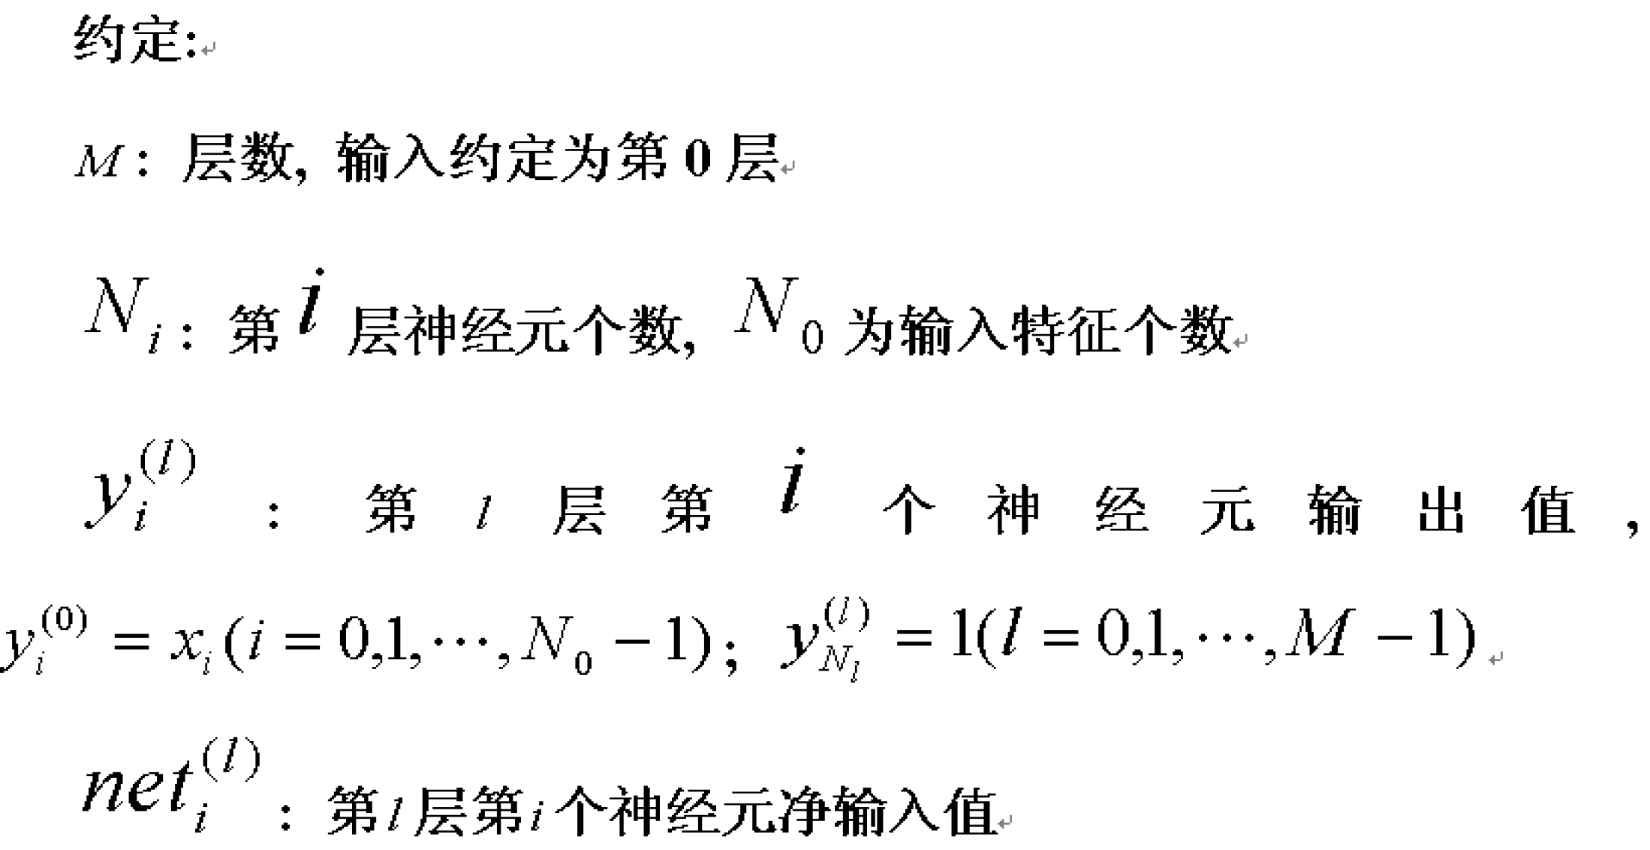 约定:↵
M: 层数, 输入约定为第 0 层↵
N_i: 第 i 层神经元个数, N_0 为输入特征个数↵
y_i^{(l)} : 第 l 层第 i 个神经元输出值,
y_i^{(0)} = x_i (i = 0,1,⋯,N_0 − 1); y_{N_l}^{(l)} = 1(l = 0,1,⋯,M − 1)↵
net_i^{(l)} : 第 l 层第 i 个神经元净输入值↵